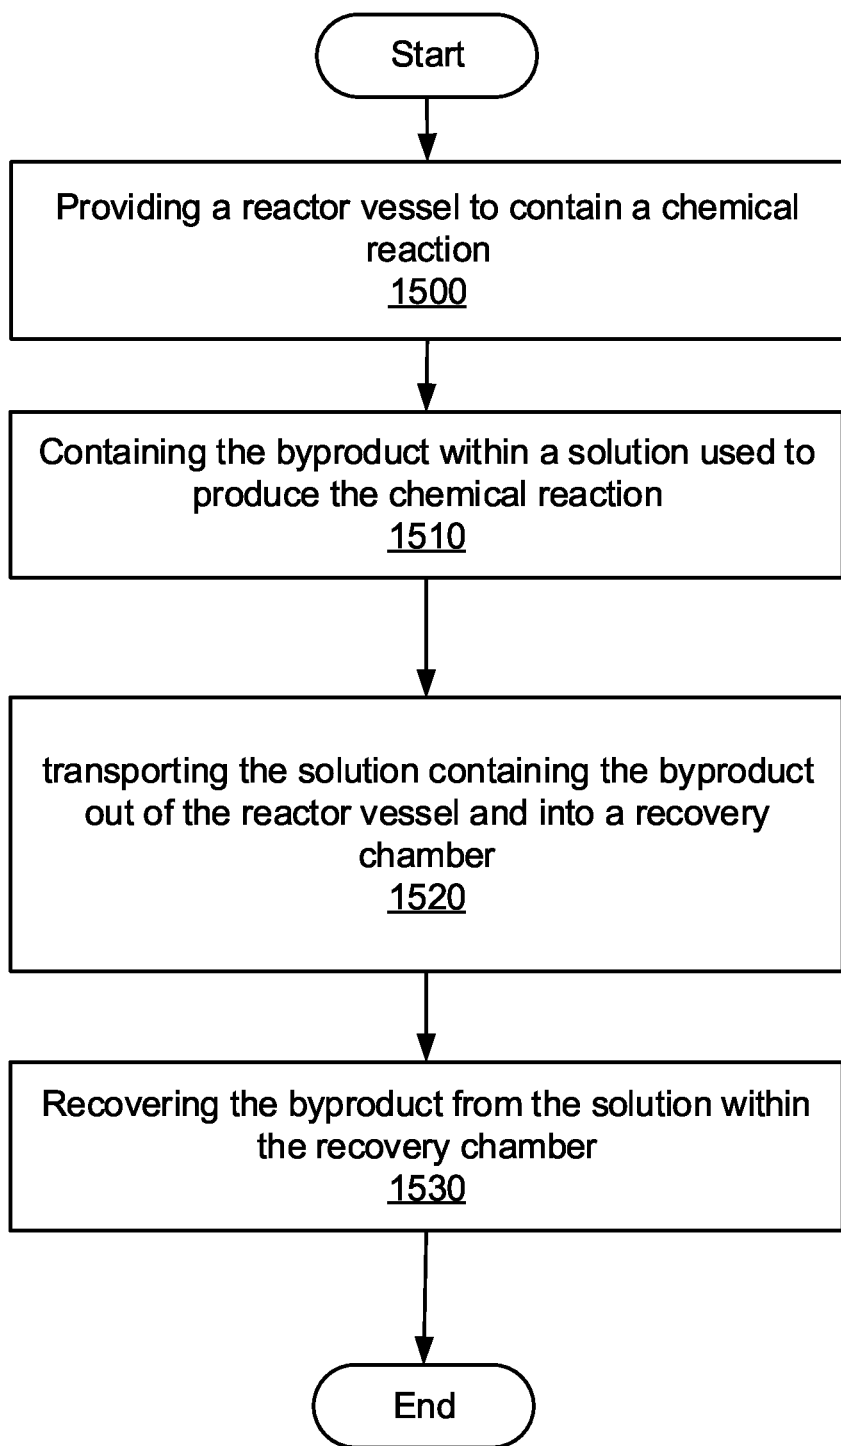 Start
Providing a reactor vessel to contain a chemical
reaction
1500
Containing the byproduct within a solution used to
produce the chemical reaction
1510
transporting the solution containing the byproduct
out of the reactor vessel and into a recovery
chamber
1520
Recovering the byproduct from the solution within
the recovery chamber
1530
End